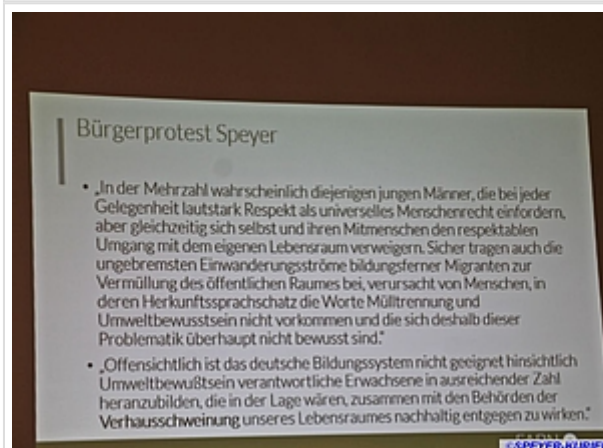 Bürgerprotest Speyer
• „In der Mehrzahl wahrscheinlich diejenigen jungen Männer, die bei jeder
Gelegenheit lautstark Respekt als universelles Menschenrecht einfordern,
aber gleichzeitig sich selbst und ihren Mitmenschen den respektablen
Umgang mit dem eigenen Lebensraum verweigern. Sicher tragen auch die
ungebremsten Einwanderungsströme bildungsferner Migranten zur
Vermüllung des öffentlichen Raumes bei, verursacht von Menschen, in
deren Herkunftssprachschatz die Worte Mülltrennung und
Umweltbewusstsein nicht vorkommen und die sich deshalb dieser
Problematik überhaupt nicht bewusst sind.“
• „Offensichtlich ist das deutsche Bildungssystem nicht geeignet hinsichtlich
Umweltbewußtsein verantwortliche Erwachsene in ausreichender Zahl
heranzubilden, die in der Lage wären, zusammen mit den Behörden der
Verhausschweinung unseres Lebensraumes nachhaltig entgegen zu wirken.“
©SPEYER-KURIER